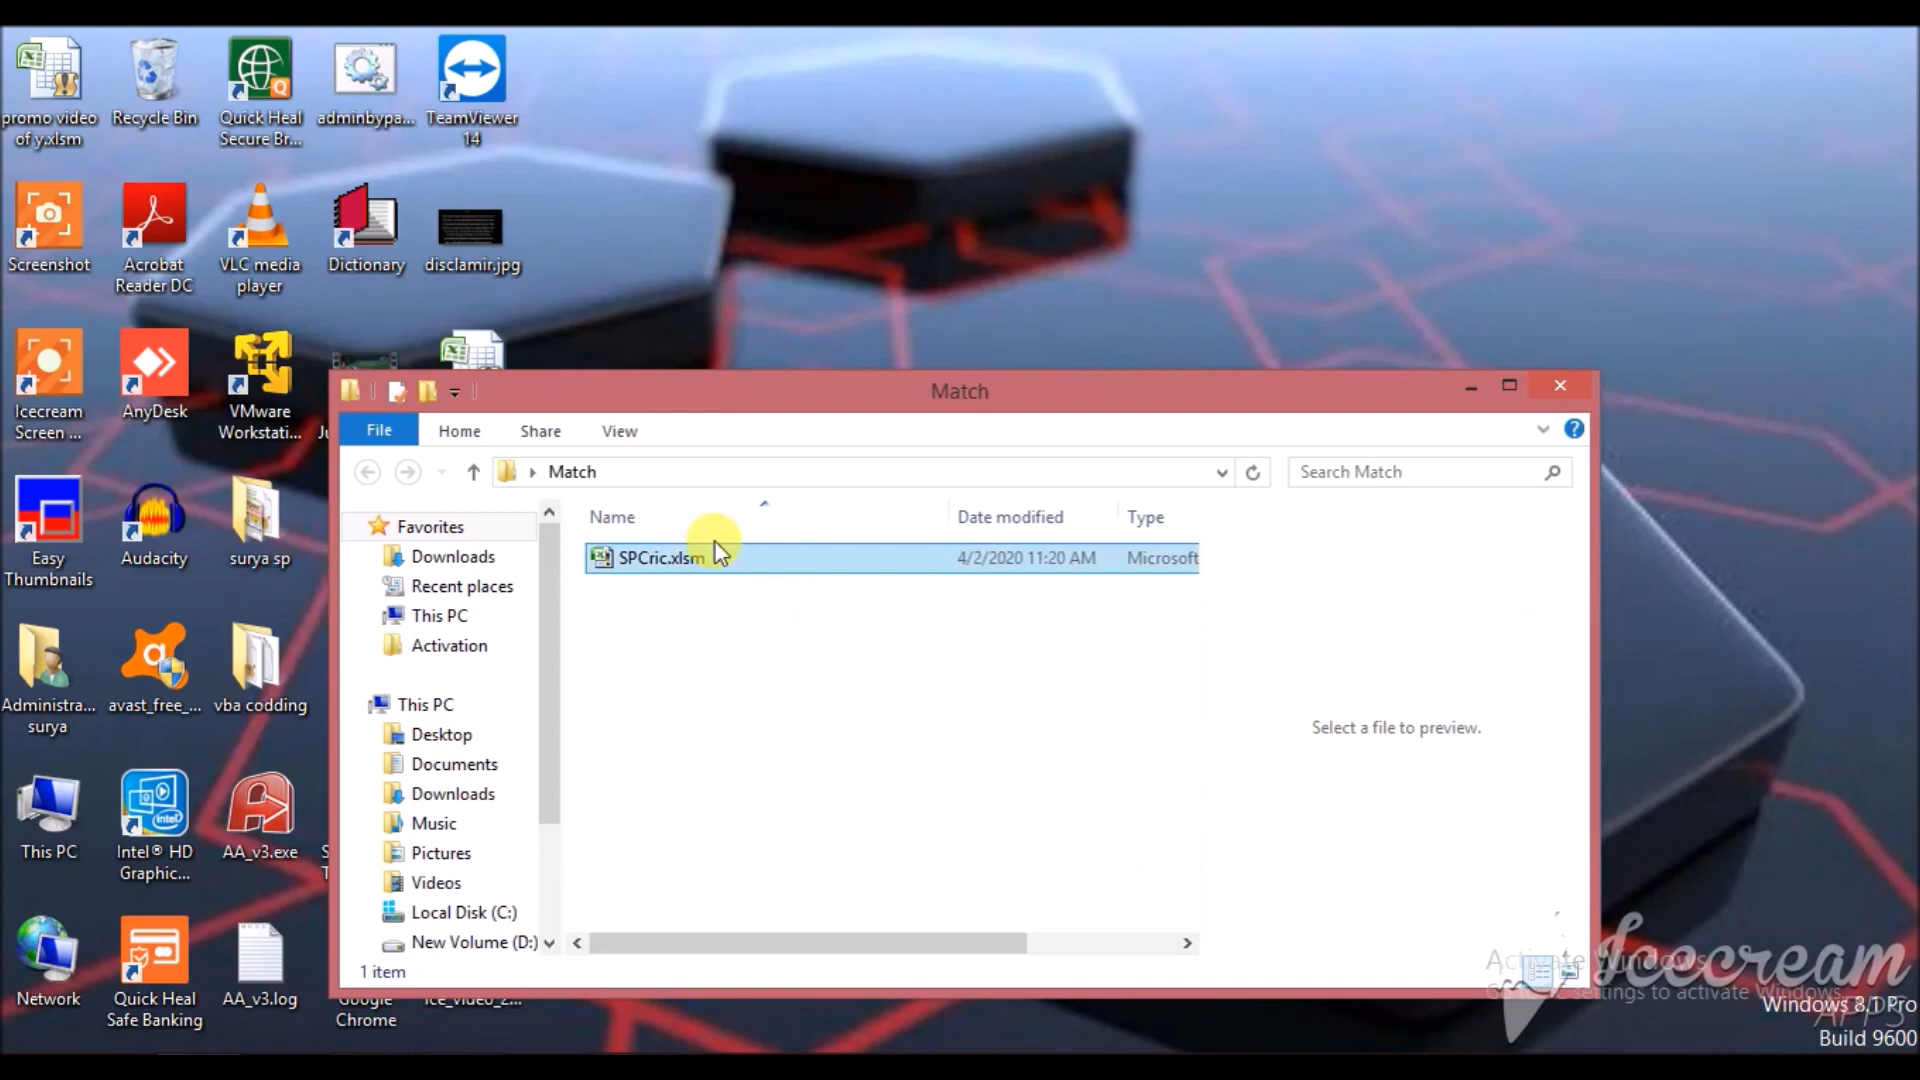 promo video
of y.xlsm
Recycle Bin
Quick Heal
Secure Br...
adminbypa...
TeamViewer
14
Screenshot
Acrobat
Reader DC
VLC media
player
Dictionary
disclamir.jpg
Icecream
Screen ...
AnyDesk
VMware
Workstati...
Easy
Thumbnails
Audacity
surya sp
Administra...
surya
avast_free_...
vba codding
This PC
Intel® HD
Graphic...
AA_v3.exe
Network
Quick Heal
Safe Banking
AA_v3.log
Google
Chrome
Ice_video_2...
Match
File
Home
Share
View
Match
Search Match
Name
Date modified
Type
SPCric.xlsm
4/2/2020 11:20 AM
Microsoft
Favorites
Downloads
Recent places
This PC
Activation
This PC
Desktop
Documents
Downloads
Music
Pictures
Videos
Local Disk (C:)
New Volume (D:)
Select a file to preview.
1 item
Activate Windows
Go to PC settings to activate Windows.
Icecream
APPS
Windows 8.1 Pro
Build 9600